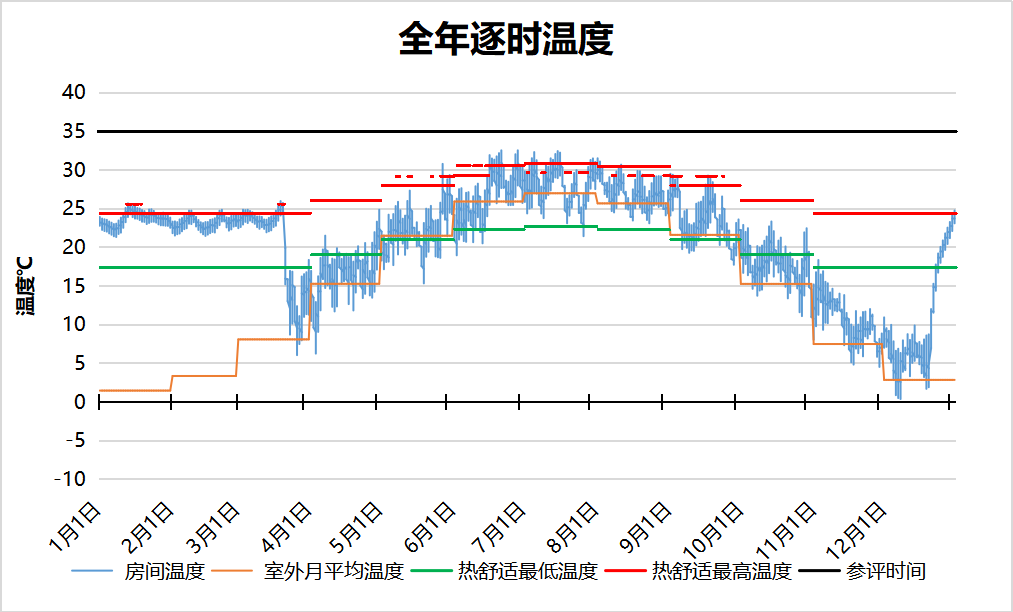 全年逐时温度
40
35
30
25
20
15
10
5
0
-5
-10
温度℃
1月1日
2月1日
3月1日
4月1日
5月1日
6月1日
7月1日
8月1日
9月1日
10月1日
11月1日
12月1日
房间温度 室外月平均温度 热舒适最低温度 热舒适最高温度 参评时间